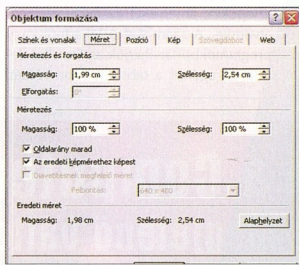 Objektum formázása
Színek és vonalak Méret Pozíció Kép Szövegdoboz Web
Méretezés és forgatás
Magasság: 1,99 cm Szélesség: 2,54 cm
Elforgatás: 0°
Méretezés
Magasság: 100 % Szélesség: 100 %
Oldalarány marad
Az eredeti képmérethez képest
Diavetítésnek megfelelő méret
Felbontás: 640 x 480
Eredeti méret
Magasság: 1,98 cm Szélesség: 2,54 cm Alaphelyzet